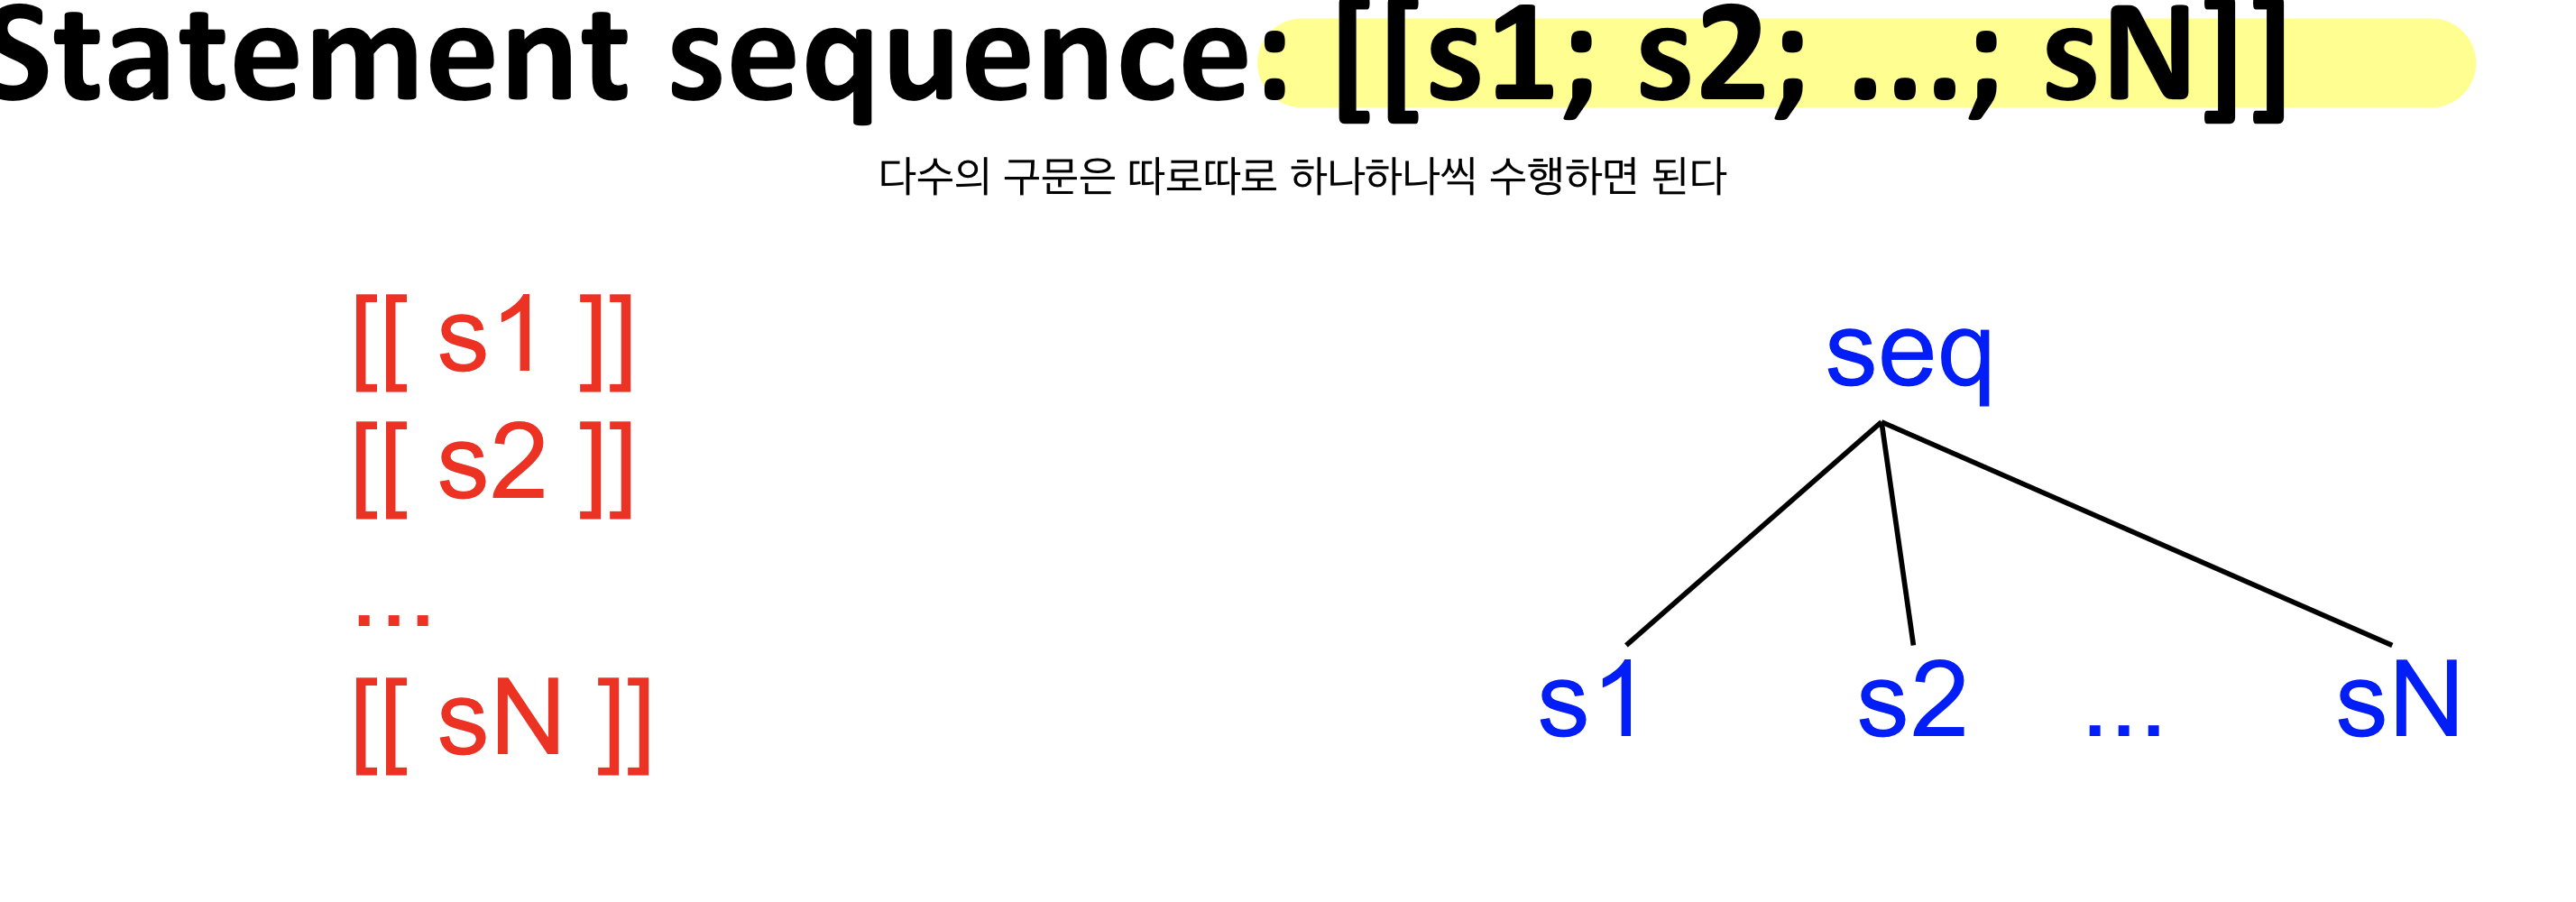 Statement sequence: [[s1; s2; ...; sN]]
다수의 구문은 따로따로 하나하나씩 수행하면 된다
[[ s1 ]]
[[ s2 ]]
...
[[ sN ]]
seq
s1 s2 ... sN